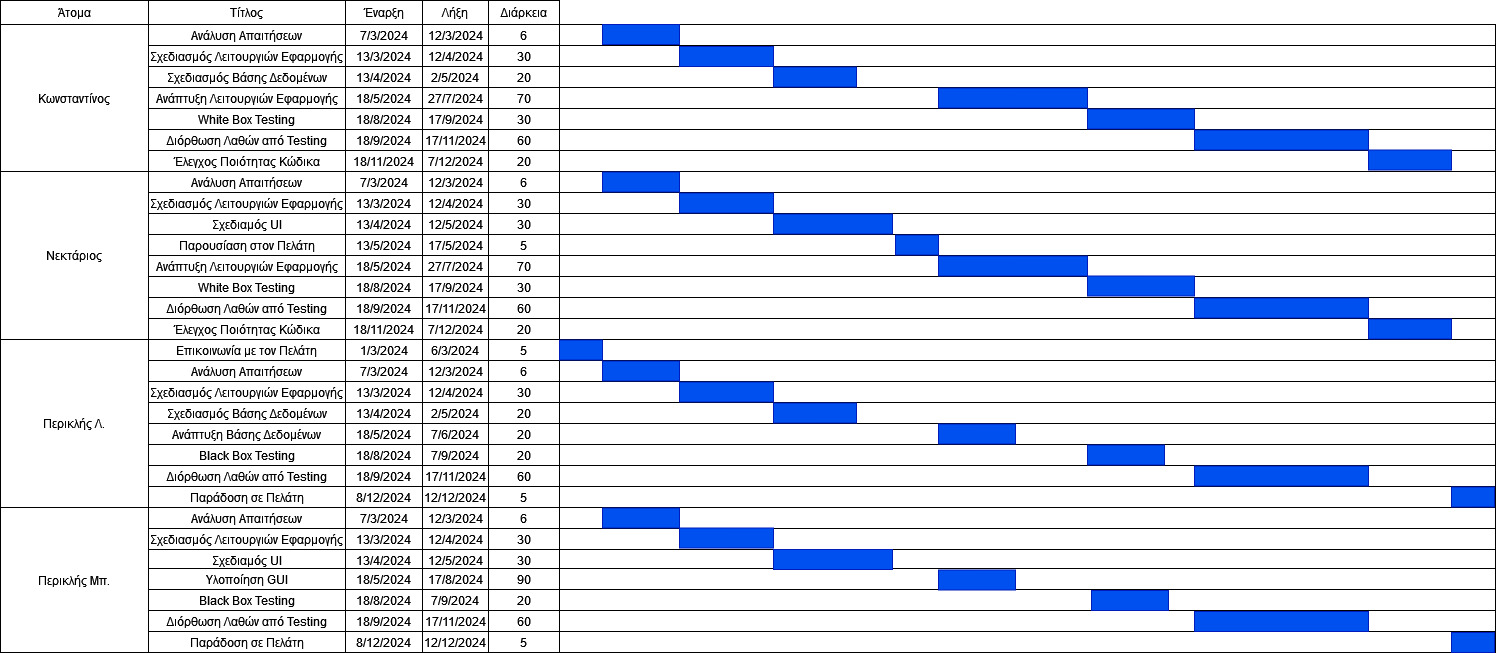 Άτομα Τίτλος Έναρξη Λήξη Διάρκεια
Κωνσταντίνος
Ανάλυση Απαιτήσεων 7/3/2024 12/3/2024 6
Σχεδιασμός Λειτουργιών Εφαρμογής 13/3/2024 12/4/2024 30
Σχεδιασμός Βάσης Δεδομένων 13/4/2024 2/5/2024 20
Ανάπτυξη Λειτουργιών Εφαρμογής 18/5/2024 27/7/2024 70
White Box Testing 18/8/2024 17/9/2024 30
Διόρθωση Λαθών από Testing 18/9/2024 17/11/2024 60
Έλεγχος Ποιότητας Κώδικα 18/11/2024 7/12/2024 20
Νεκτάριος
Ανάλυση Απαιτήσεων 7/3/2024 12/3/2024 6
Σχεδιασμός Λειτουργιών Εφαρμογής 13/3/2024 12/4/2024 30
Σχεδιαμός UI 13/4/2024 12/5/2024 30
Παρουσίαση στον Πελάτη 13/5/2024 17/5/2024 5
Ανάπτυξη Λειτουργιών Εφαρμογής 18/5/2024 27/7/2024 70
White Box Testing 18/8/2024 17/9/2024 30
Διόρθωση Λαθών από Testing 18/9/2024 17/11/2024 60
Έλεγχος Ποιότητας Κώδικα 18/11/2024 7/12/2024 20
Περικλής Λ.
Επικοινωνία με τον Πελάτη 1/3/2024 6/3/2024 5
Ανάλυση Απαιτήσεων 7/3/2024 12/3/2024 6
Σχεδιασμός Λειτουργιών Εφαρμογής 13/3/2024 12/4/2024 30
Σχεδιασμός Βάσης Δεδομένων 13/4/2024 2/5/2024 20
Ανάπτυξη Βάσης Δεδομένων 18/5/2024 7/6/2024 20
Black Box Testing 18/8/2024 7/9/2024 20
Διόρθωση Λαθών από Testing 18/9/2024 17/11/2024 60
Παράδοση σε Πελάτη 8/12/2024 12/12/2024 5
Περικλής Μπ.
Ανάλυση Απαιτήσεων 7/3/2024 12/3/2024 6
Σχεδιασμός Λειτουργιών Εφαρμογής 13/3/2024 12/4/2024 30
Σχεδιαμός UI 13/4/2024 12/5/2024 30
Υλοποίηση GUI 18/5/2024 17/8/2024 90
Black Box Testing 18/8/2024 7/9/2024 20
Διόρθωση Λαθών από Testing 18/9/2024 17/11/2024 60
Παράδοση σε Πελάτη 8/12/2024 12/12/2024 5